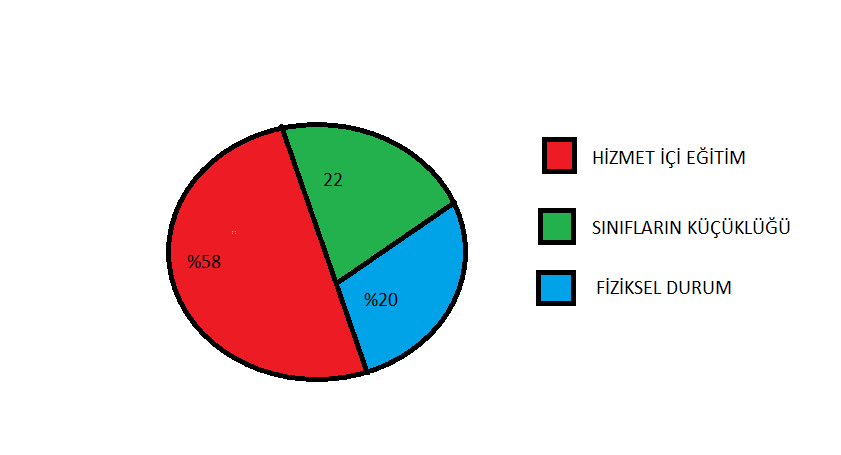 22
%58
%20
HİZMET İÇİ EĞİTİM
SINIFLARIN KÜÇÜKLÜĞÜ
FİZİKSEL DURUM